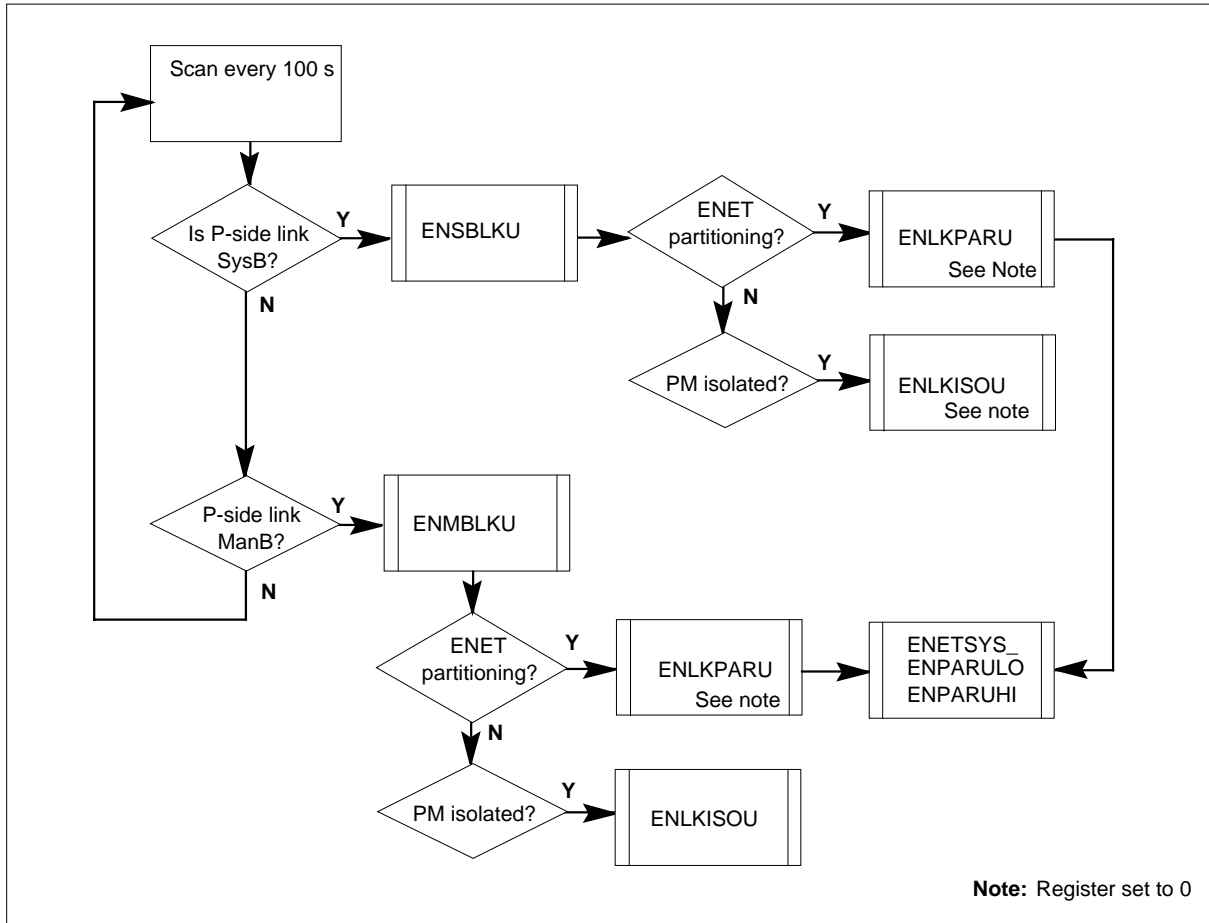 Scan every 100 s
Is P-side link
SysB?
Y
N
ENSBLKU
ENET
partitioning?
Y
N
ENLKPARU
See Note
PM isolated?
Y
ENLKISOU
See note
P-side link
ManB?
Y
N
ENMBLKU
ENET
partitioning?
Y
N
ENLKPARU
See note
ENETSYS_
ENPARULO
ENPARUHI
PM isolated?
Y
ENLKISOU
Note: Register set to 0